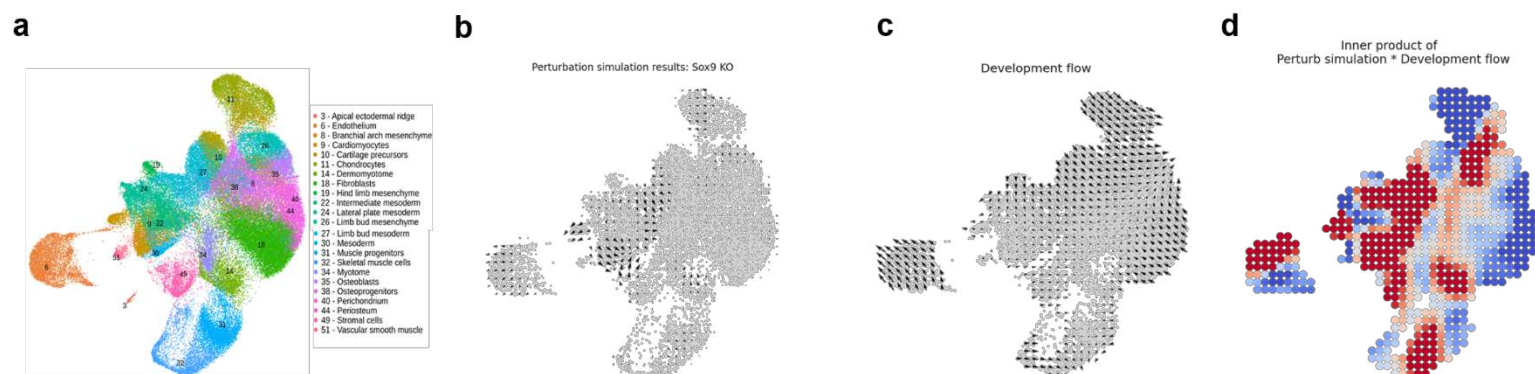 a
b
c
d
Perturbation simulation results: Sox9 KO
Development flow
Inner product of
Perturb simulation * Development flow
11
26
10
19
27
35
38
8
24
40
44
9
22
30
34
18
51
6
49
14
3
31
32
3 - Apical ectodermal ridge
6 - Endothelium
8 - Branchial arch mesenchyme
9 - Cardiomyocytes
10 - Cartilage precursors
11 - Chondrocytes
14 - Dermomyotome
18 - Fibroblasts
19 - Hind limb mesenchyme
22 - Intermediate mesoderm
24 - Lateral plate mesoderm
26 - Limb bud mesenchyme
27 - Limb bud mesoderm
30 - Mesoderm
31 - Muscle progenitors
32 - Skeletal muscle cells
34 - Myotome
35 - Osteoblasts
38 - Osteoprogenitors
40 - Perichondrium
44 - Periosteum
49 - Stromal cells
51 - Vascular smooth muscle